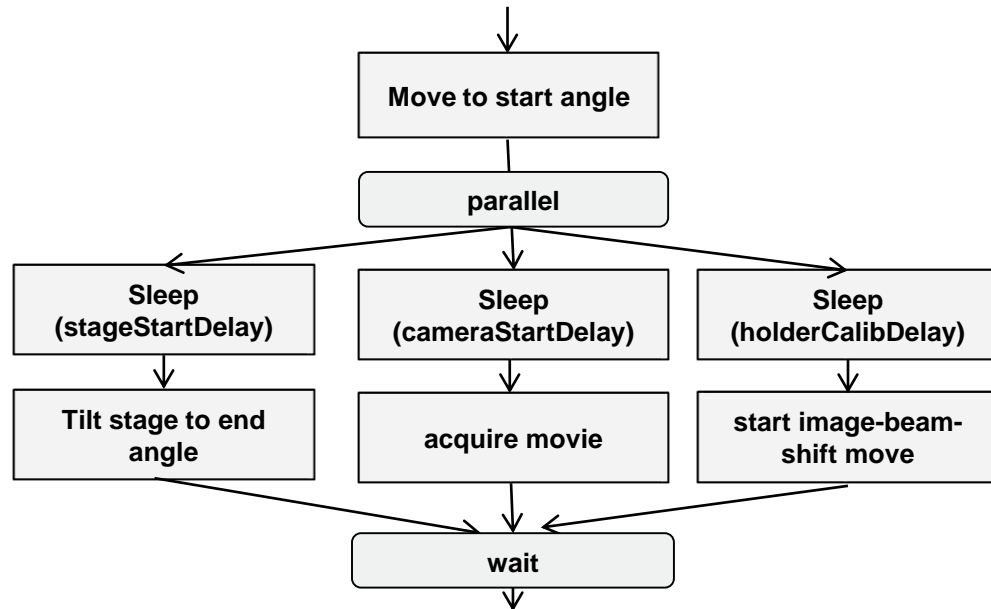 Move to start angle
parallel
Sleep
(stageStartDelay)
Sleep
(cameraStartDelay)
Sleep
(holderCalibDelay)
Tilt stage to end
angle
acquire movie
start image-beam-
shift move
wait